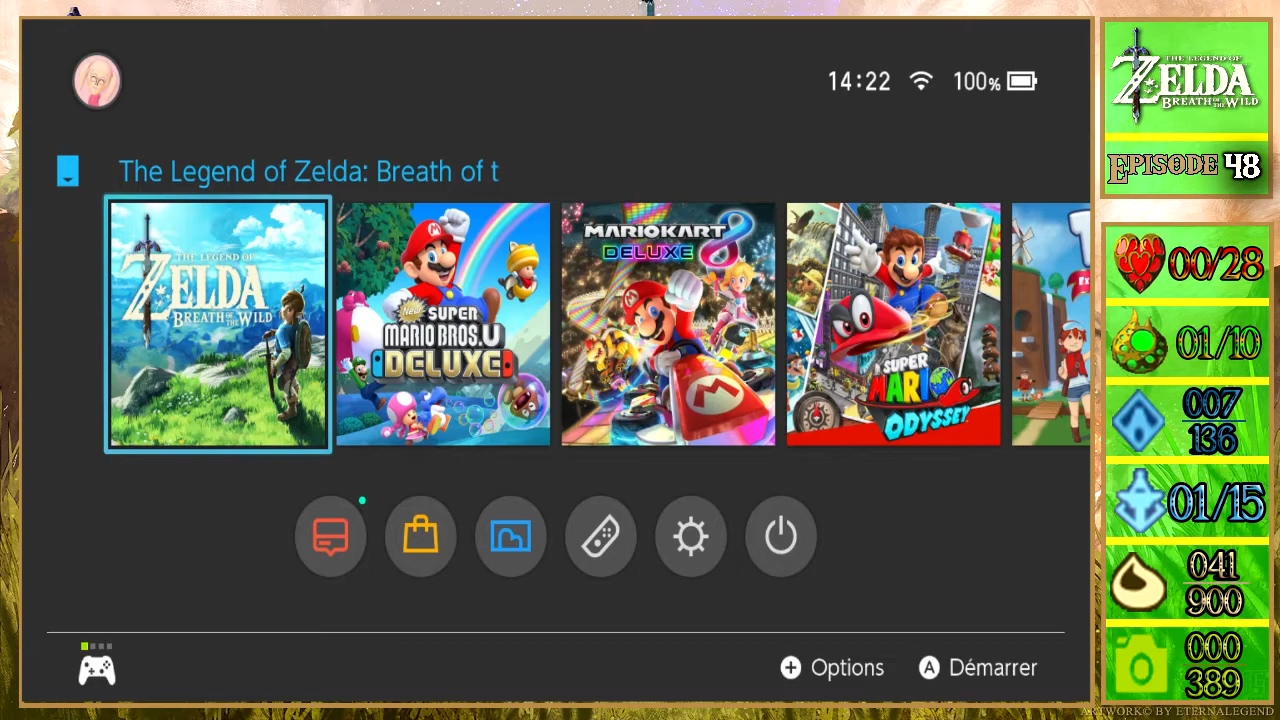 14:22 100%
The Legend of Zelda: Breath of t
THE LEGEND OF
ZELDA
BREATH OF THE WILD
New
SUPER
MARIO BROS.U
DELUXE
MARIOKART 8
DELUXE
SUPER
MARIO
ODYSSEY
Options
Démarrer
THE LEGEND OF
ZELDA
BREATH OF THE WILD
EPISODE 48
00/28
01/10
007
136
01/15
041
900
000
389
ARTWORK© BY ETERNALEGEND